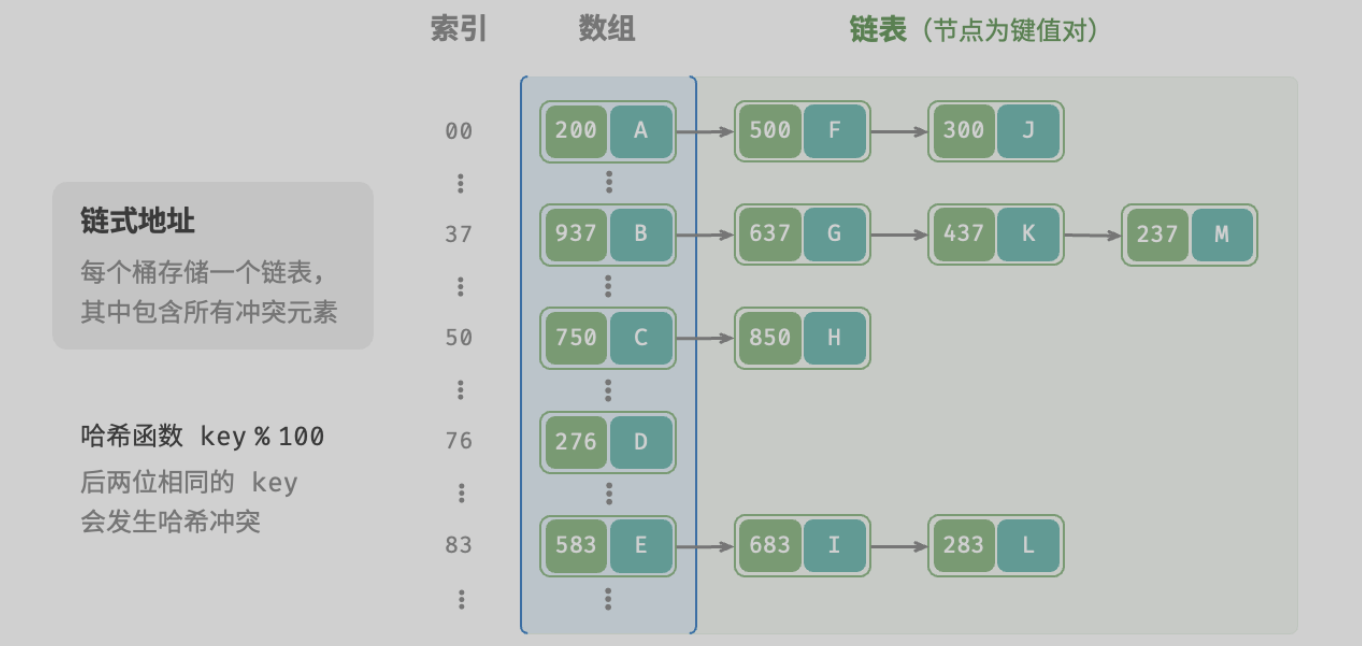 索引 数组 链表（节点为键值对）
00 200 A 500 F 300 J
链式地址
每个桶存储一个链表，
其中包含所有冲突元素
37 937 B 637 G 437 K 237 M
50 750 C 850 H
哈希函数 key % 100
后两位相同的 key
会发生哈希冲突
76 276 D
83 583 E 683 I 283 L